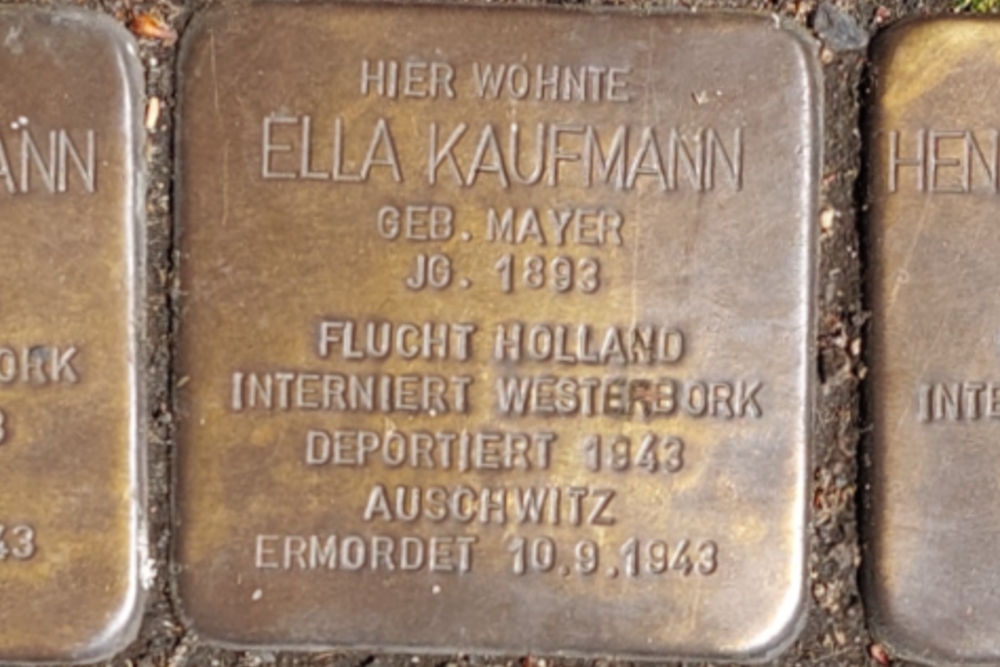 HIER WOHNTE
ELLA KAUFMANN
GEB. MAYER
JG. 1893
FLUCHT HOLLAND
INTERNIERT WESTERBORK
DEPORTIERT 1943
AUSCHWITZ
ERMORDET 10.9.1943